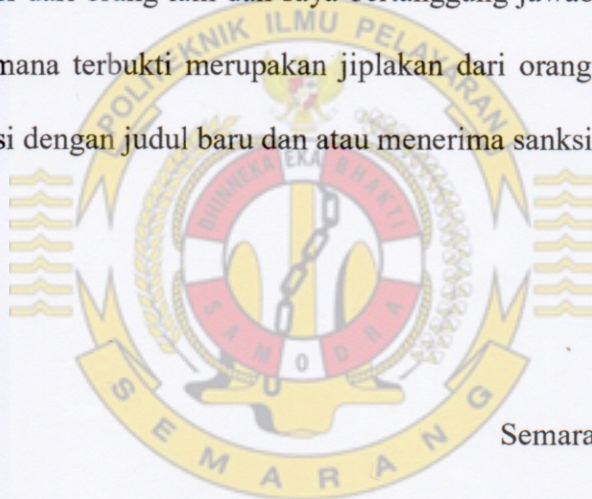 dari orang lain dan saya bertanggung jawab
mana terbukti merupakan jiplakan dari orang
si dengan judul baru dan atau menerima sanksi
POLITEKNIK ILMU PELAYARAN
BHINNEKA EKA BHAKTI
SAMODRA
SEMARANG
Semara